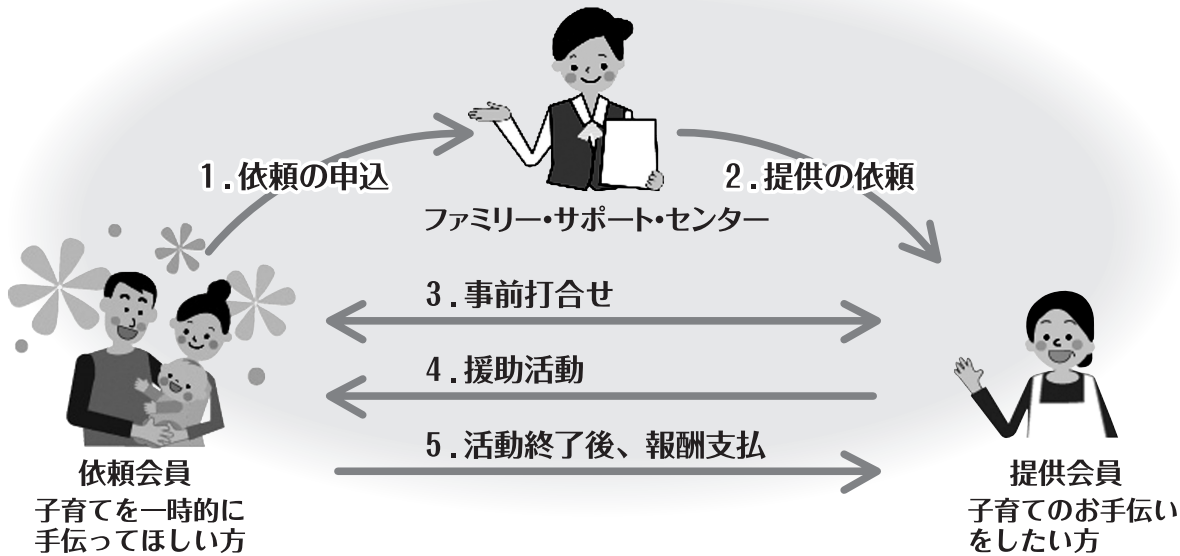 1.依頼の申込
2.提供の依頼
ファミリー・サポート・センター
3.事前打合せ
4.援助活動
5.活動終了後、報酬支払
依頼会員
子育てを一時的に
手伝ってほしい方
提供会員
子育てのお手伝い
をしたい方